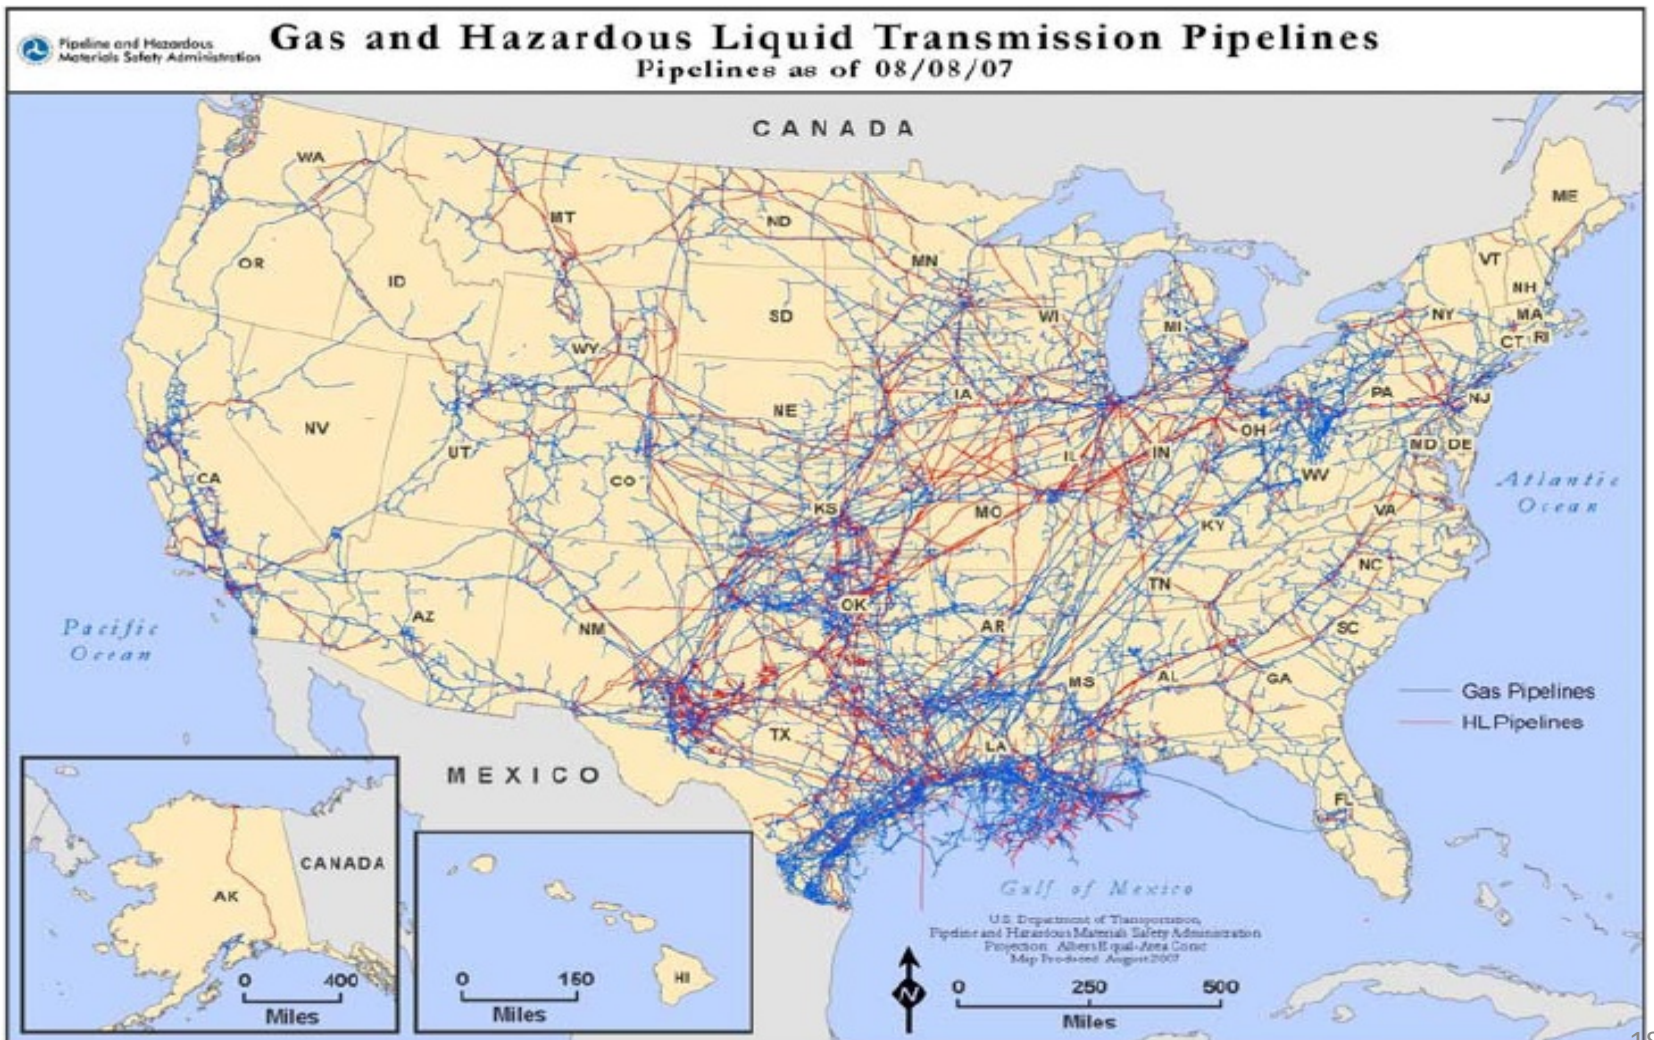 Pipeline and Hazardous
Materials Safety Administration
Gas and Hazardous Liquid Transmission Pipelines
Pipelines as of 08/08/07
CANADA
WA
ME
MT
ND
VT
OR
MN
ID
NH
SD
WI
NY
MA
MI
WY
CT RI
IA
PA
NE
NJ
NV
OH
UT
IL
IN
MD DE
CA
CO
WV
Atlantic
Ocean
KS
MO
VA
KY
NC
TN
OK
AZ
NM
AR
SC
Pacific
Ocean
MS
AL
GA
Gas Pipelines
HL Pipelines
TX
LA
MEXICO
FL
CANADA
AK
Gulf of Mexico
U.S. Department of Transportation,
Pipeline and Hazardous Materials Safety Administration
Projection: Albers Equal-Area Conic
Map Produced: August 2007
HI
0 400
Miles
0 150
Miles
N
0 250 500
Miles